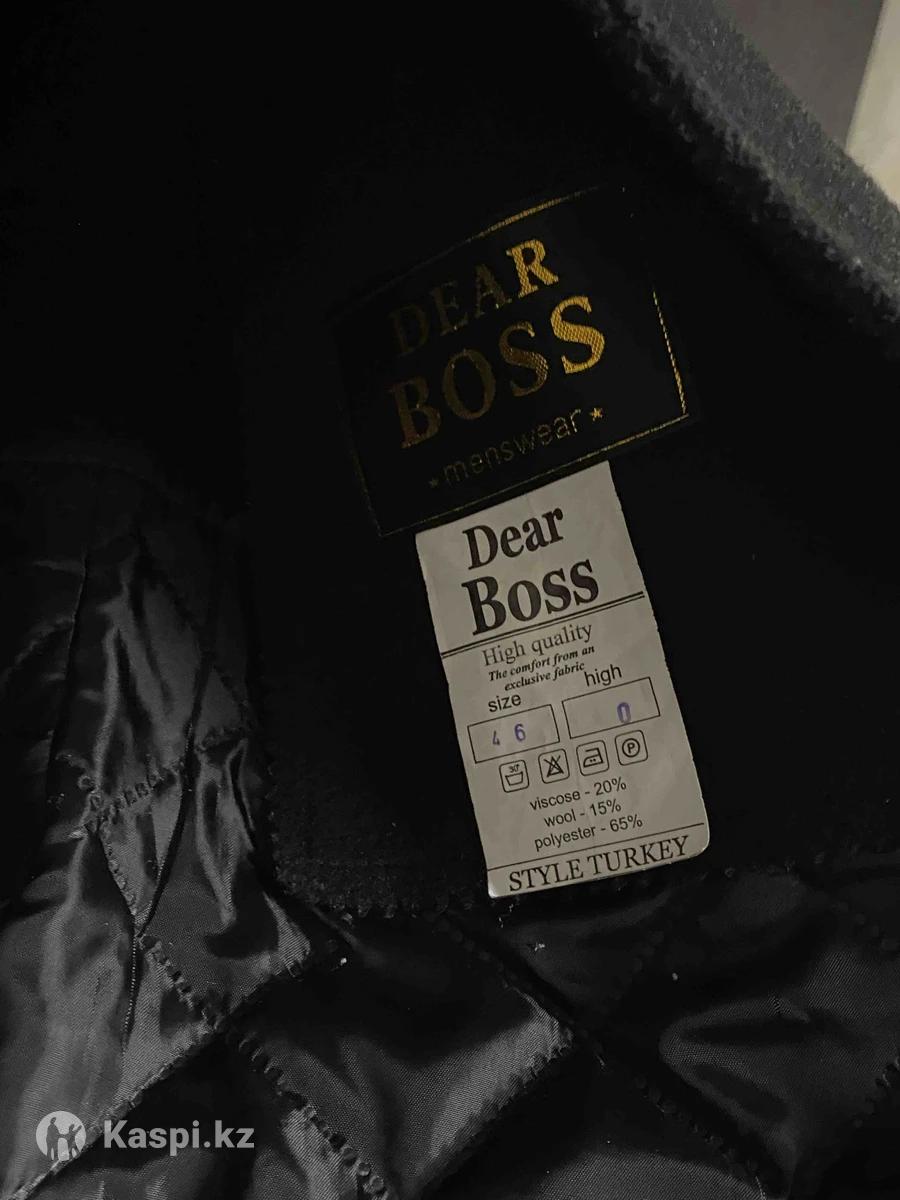 DEAR
BOSS
menswear
Dear
Boss
High quality
The comfort from an
exclusive fabric
size high
46 0
30°
P
viscose - 20%
wool - 15%
polyester - 65%
STYLE TURKEY
Kaspi.kz